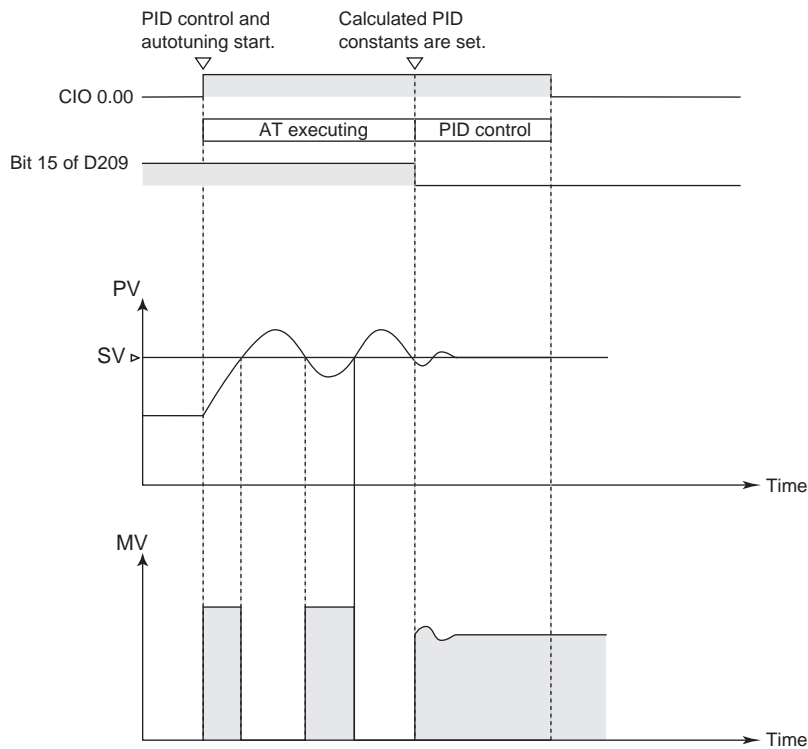 PID control and
autotuning start.
Calculated PID
constants are set.
CIO 0.00
AT executing
PID control
Bit 15 of D209
PV
SV
Time
MV
Time